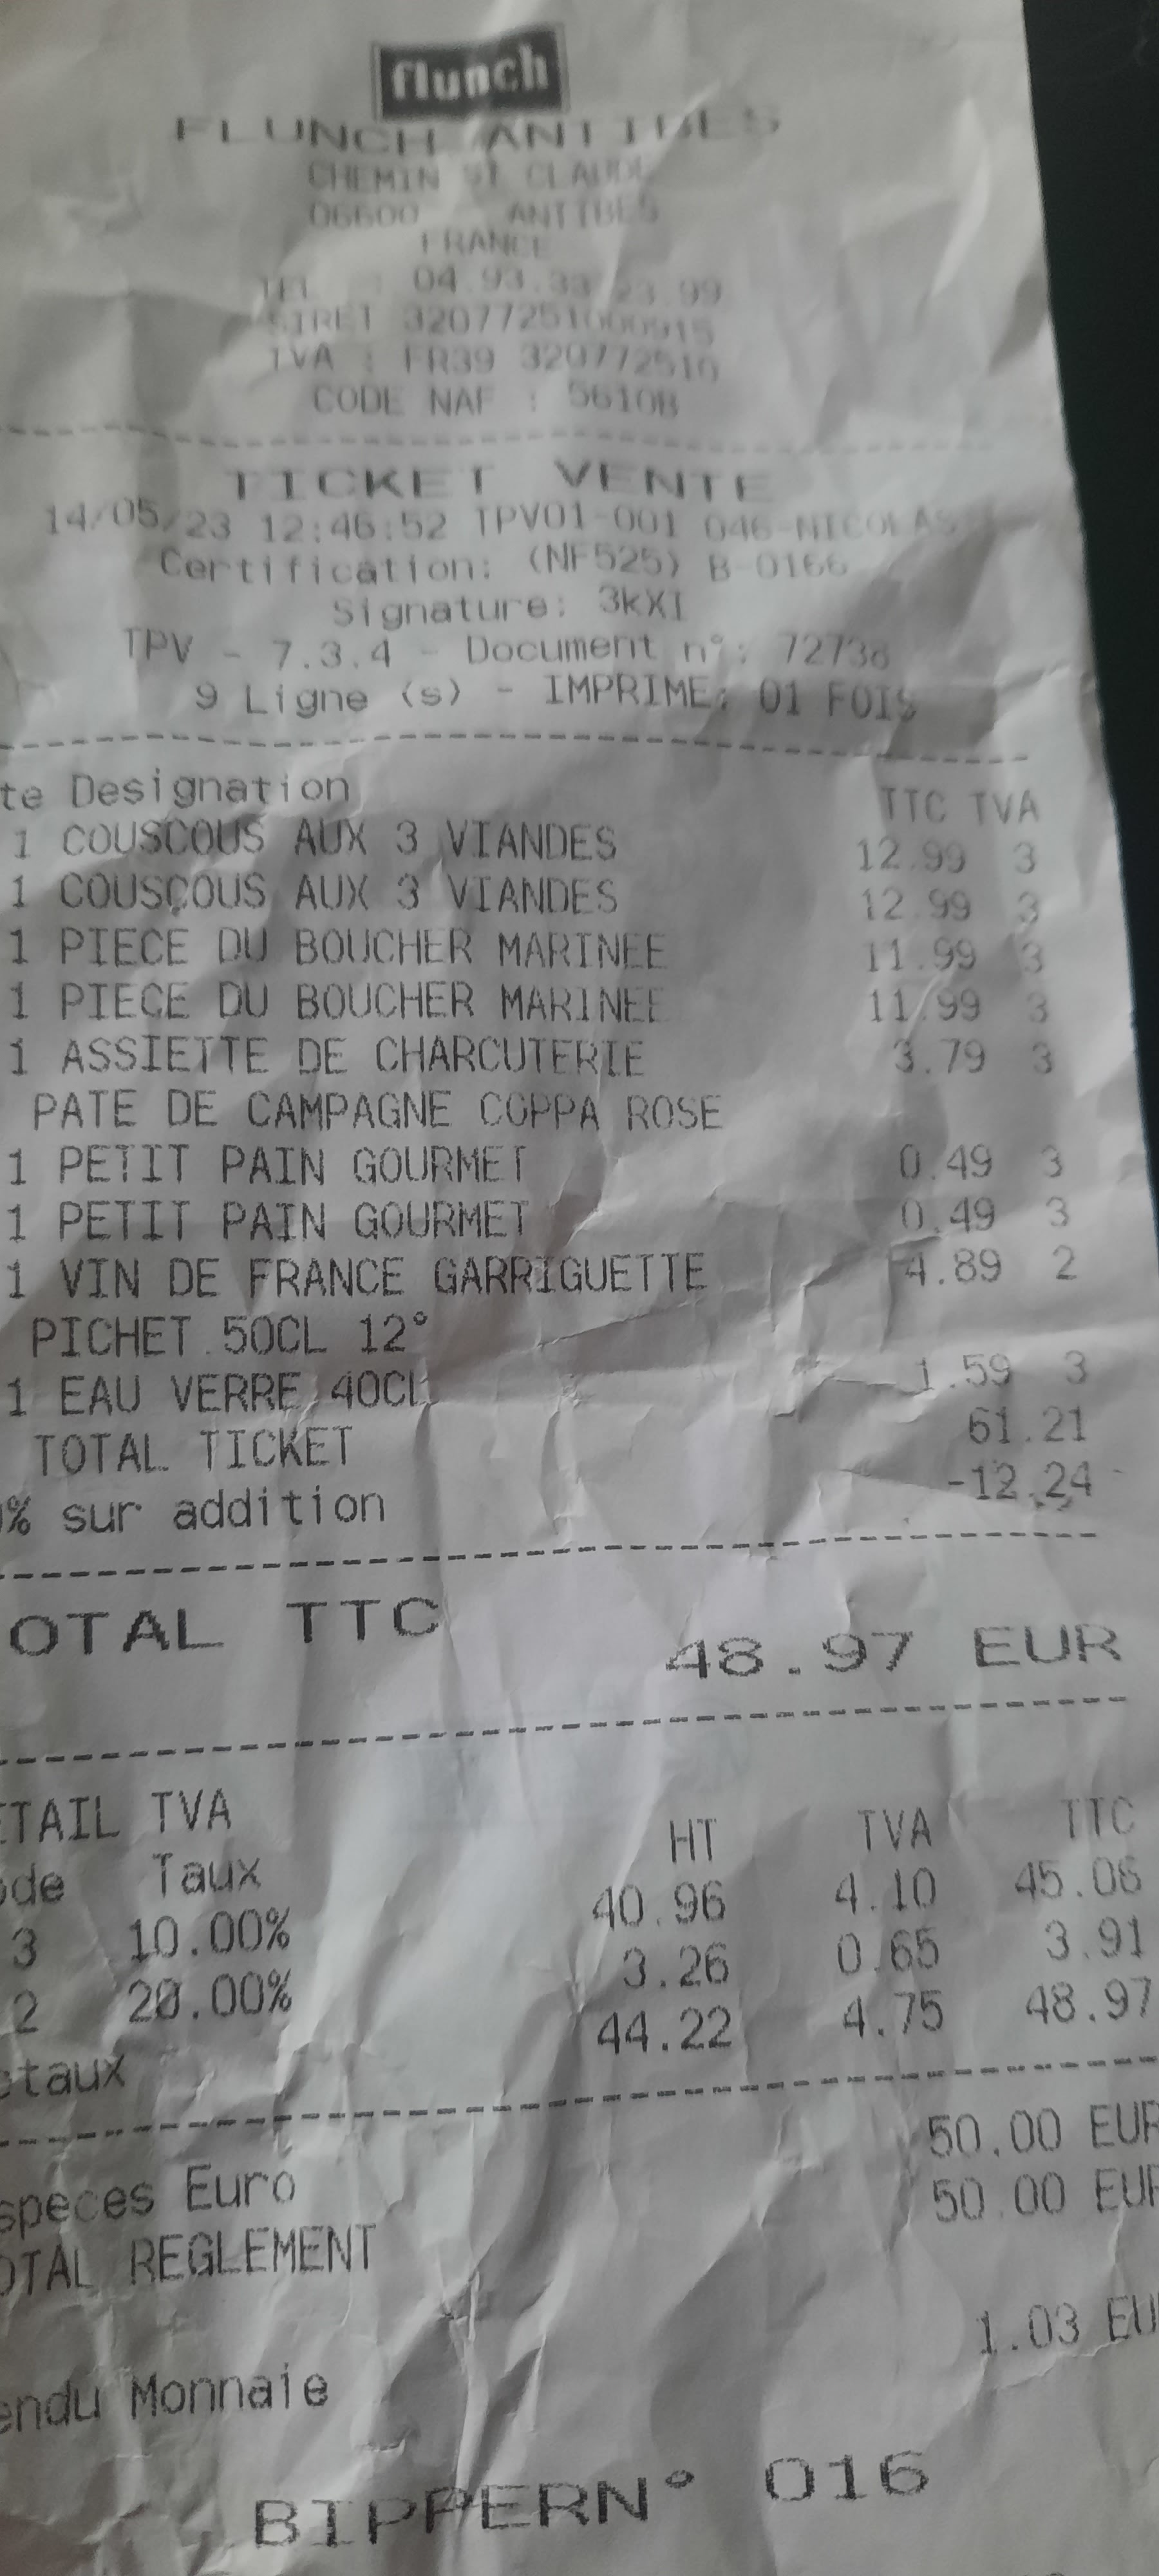 flunch
FLUNCH ANTIBES
CHEMIN ST CLAUDE
06600 ANTIBES
FRANCE
TEL : 04.93.33.23.99
SIRET 32077251000915
TVA : FR39 320772510
CODE NAF : 5610B
TICKET VENTE
14/05/23 12:46:52 TPV01-001 046-NICOLAS
Certification: (NF525) B-0166
Signature: 3kXI
TPV - 7.3.4 - Document n°: 72738
9 Ligne (s) - IMPRIME: 01 FOIS
te Designation TTC TVA
1 COUSCOUS AUX 3 VIANDES 12.99 3
1 COUSCOUS AUX 3 VIANDES 12.99 3
1 PIECE DU BOUCHER MARINEE 11.99 3
1 PIECE DU BOUCHER MARINEE 11.99 3
1 ASSIETTE DE CHARCUTERIE 3.79 3
PATE DE CAMPAGNE COPPA ROSE
1 PETIT PAIN GOURMET 0.49 3
1 PETIT PAIN GOURMET 0.49 3
1 VIN DE FRANCE GARRIGUETTE 4.89 2
PICHET 50CL 12°
1 EAU VERRE 40CL 1.59 3
TOTAL TICKET 61.21
% sur addition -12.24
OTAL TTC 48.97 EUR
ETAIL TVA HT TVA TTC
ode Taux
3 10.00% 40.96 4.10 45.06
2 20.00% 3.26 0.65 3.91
otaux 44.22 4.75 48.97
speces Euro 50.00 EUR
OTAL REGLEMENT 50.00 EUR
endu Monnaie 1.03 EU
BIPPERN° 016